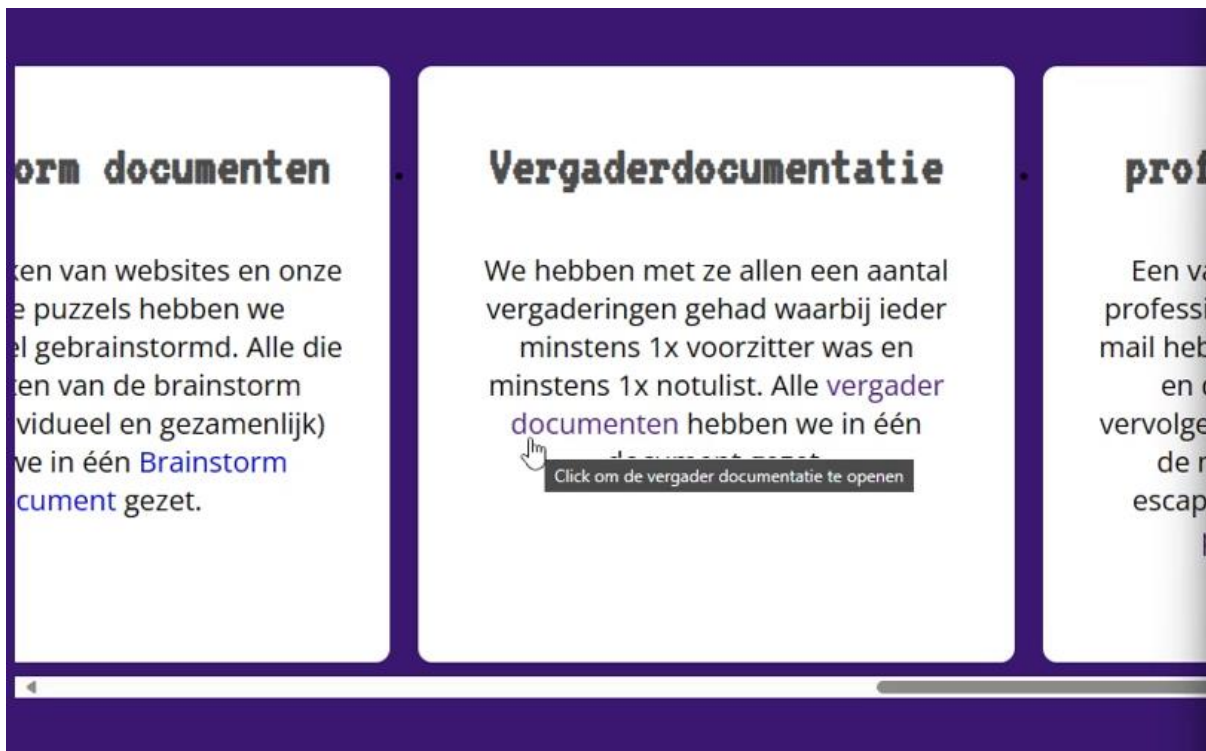 orm documenten
ken van websites en onze
e puzzels hebben we
el gebrainstormd. Alle die
ten van de brainstorm
vidueel en gezamenlijk)
we in één Brainstorm
cument gezet.
Vergaderdocumentatie
We hebben met ze allen een aantal
vergaderingen gehad waarbij ieder
minstens 1x voorzitter was en
minstens 1x notulist. Alle vergader
documenten hebben we in één
document gezet
Click om de vergader documentatie te openen
prof
Een va
professi
mail heb
en
vervolge
de
escap